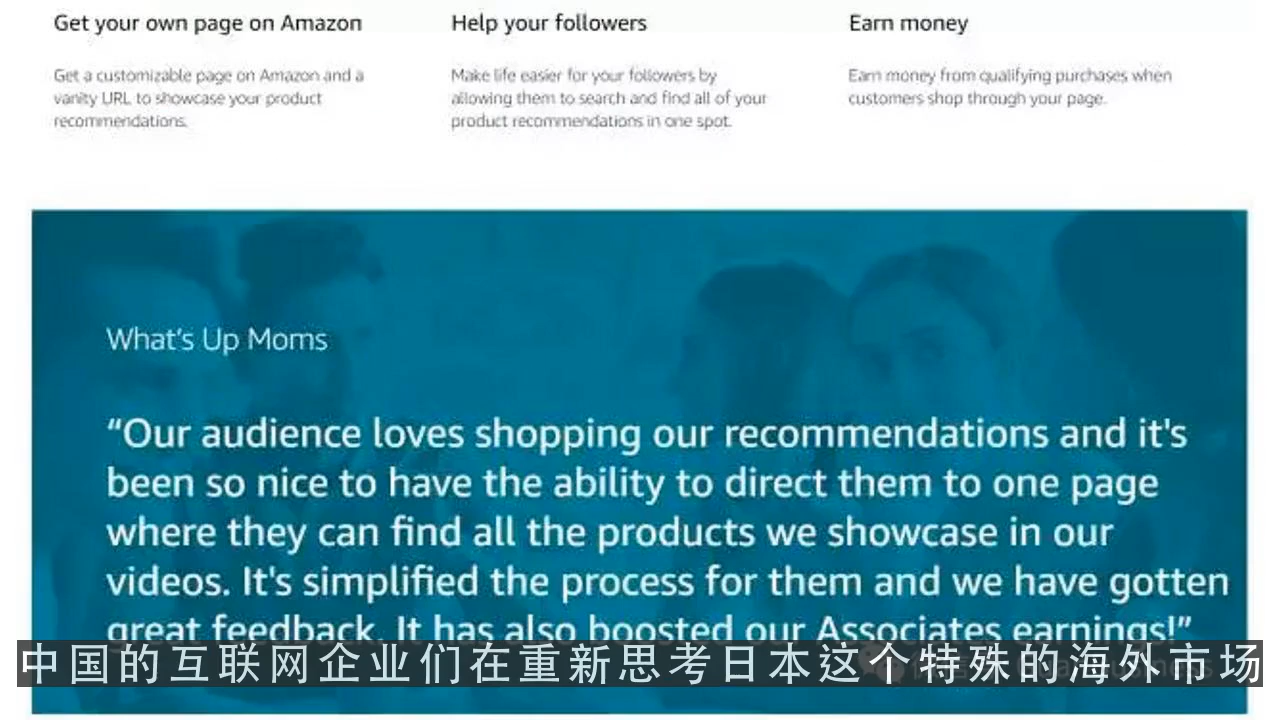 Get your own page on Amazon
Get a customizable page on Amazon and a
vanity URL to showcase your product
recommendations.
Help your followers
Make life easier for your followers by
allowing them to search and find all of your
product recommendations in one spot.
Earn money
Earn money from qualifying purchases when
customers shop through your page.
What's Up Moms
“Our audience loves shopping our recommendations and it's
been so nice to have the ability to direct them to one page
where they can find all the products we showcase in our
videos. It's simplified the process for them and we have gotten
great feedback. It has also boosted our Associates earnings!”
中国的互联网企业们在重新思考日本这个特殊的海外市场